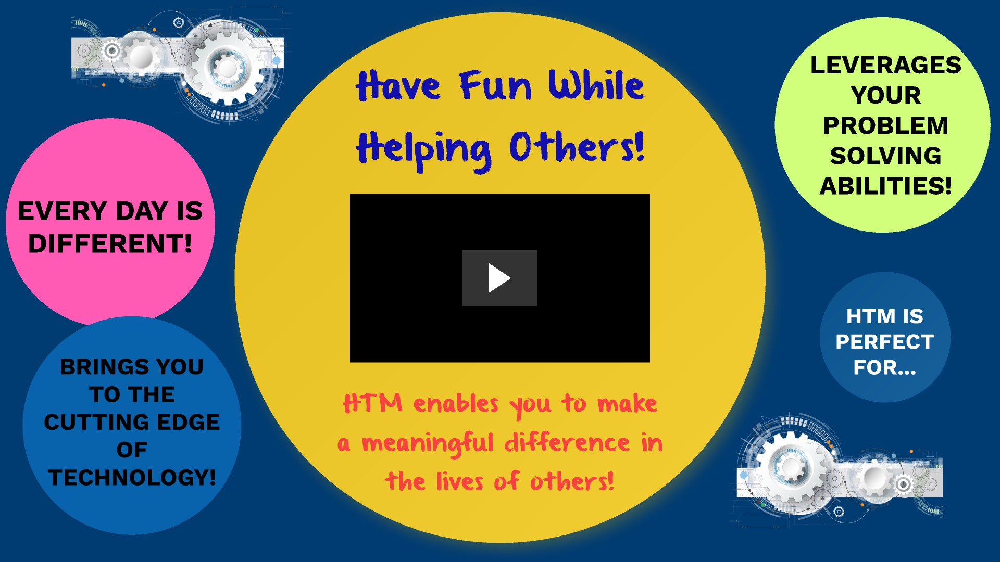 Have Fun While
Helping Others!
HTM enables you to make
a meaningful difference in
the lives of others!
EVERY DAY IS
DIFFERENT!
BRINGS YOU
TO THE
CUTTING EDGE
OF
TECHNOLOGY!
LEVERAGES
YOUR
PROBLEM
SOLVING
ABILITIES!
HTM IS
PERFECT
FOR...